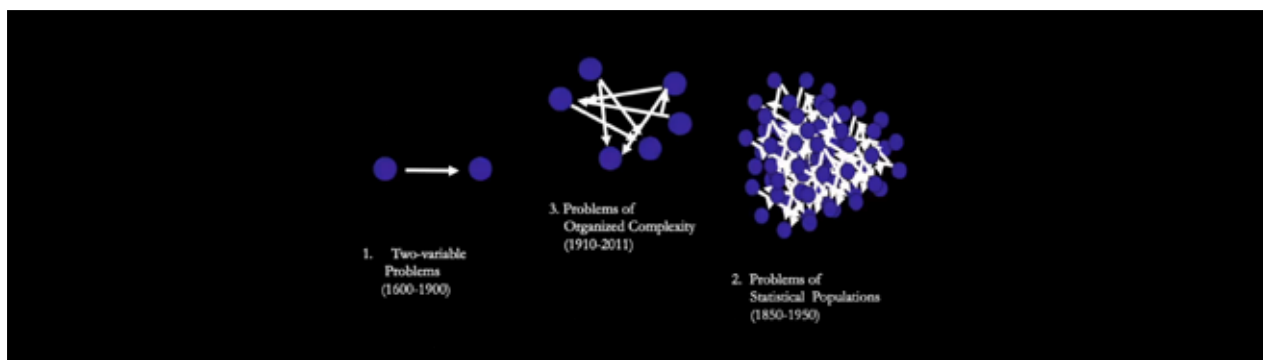 1. Two-variable
Problems
(1600-1900)
3. Problems of
Organized Complexity
(1910-2011)
2. Problems of
Statistical Populations
(1850-1950)